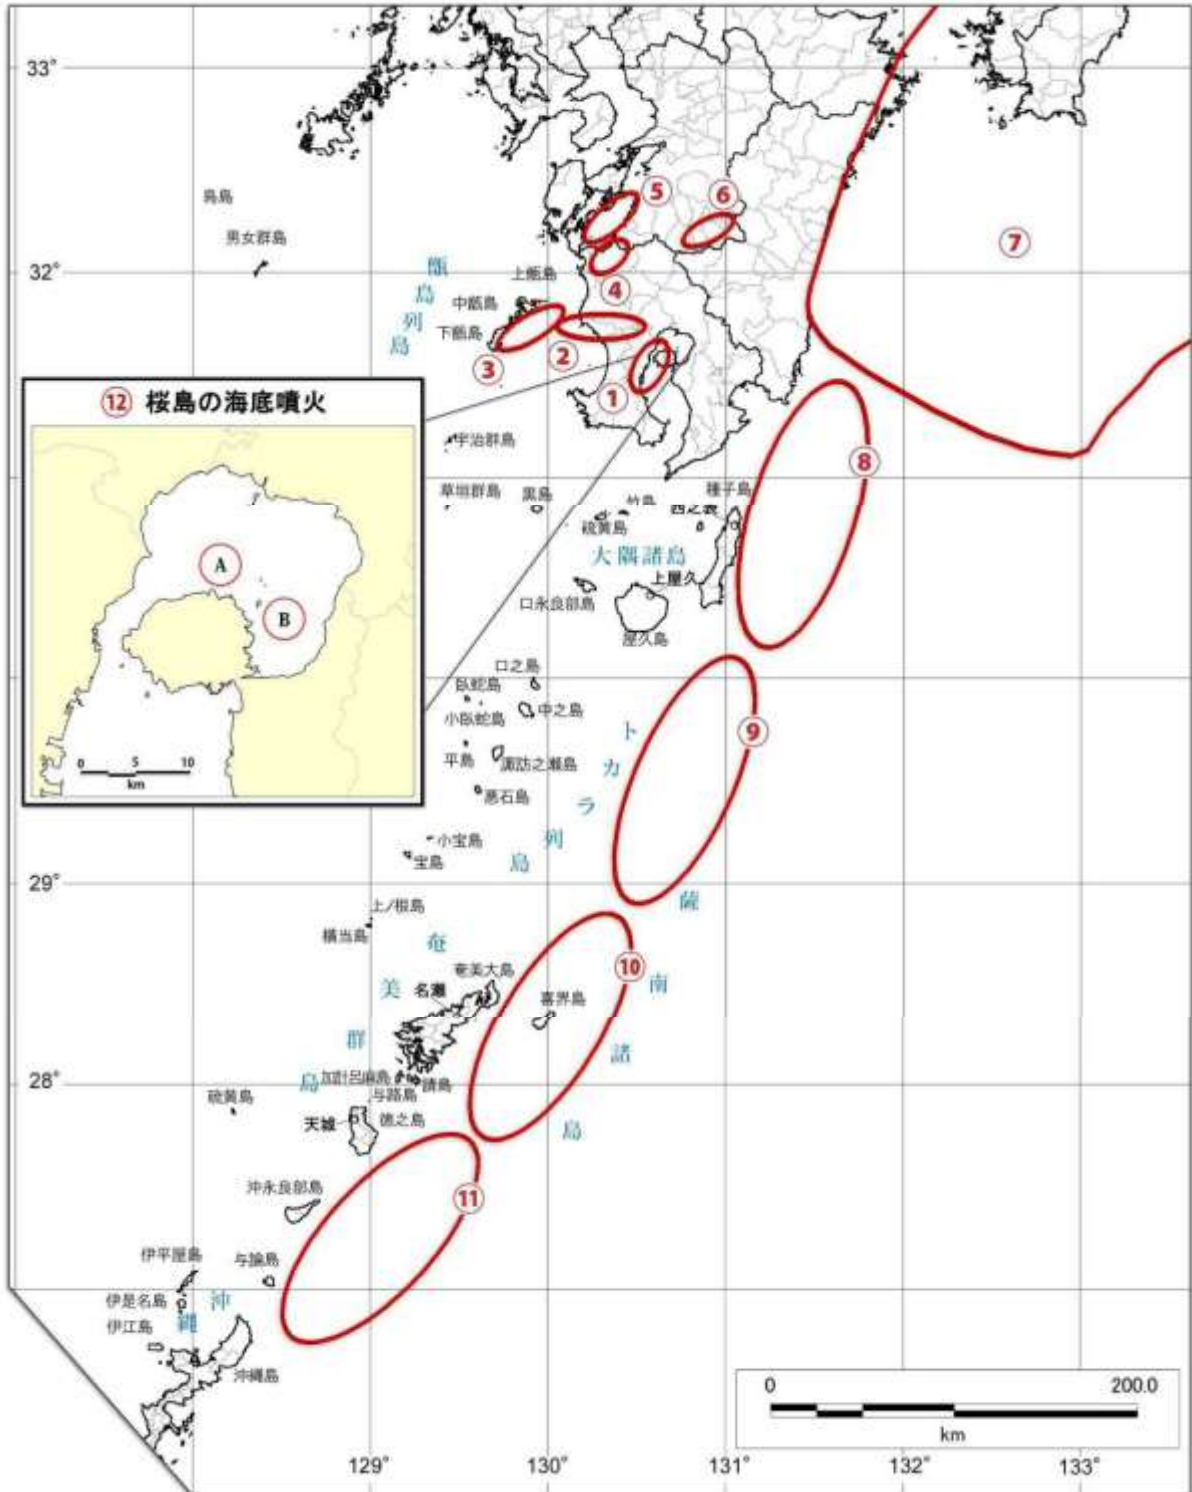 33°
鳥島
男女群島
⑤
⑥
⑦
32°
甑島列島
上甑島
中甑島
下甑島
④
③
②
①
⑫ 桜島の海底噴火
A
B
0 5 10
km
宇治群島
草垣群島
黒島
竹島
硫黄島
西之表
種子島
⑧
大隅諸島
上屋久
口永良部島
屋久島
口之島
臥蛇島
中之島
小臥蛇島
平島
諏訪之瀬島
悪石島
トカラ列島
⑨
小宝島
宝島
29°
上ノ根島
横当島
薩南諸島
奄美群島
奄美大島
名瀬
喜界島
⑩
28°
加計呂麻島
請島
与路島
硫黄島
天城
徳之島
沖永良部島
⑪
伊平屋島
与論島
伊是名島
沖縄
伊江島
沖縄島
0 200.0
km
129° 130° 131° 132° 133°